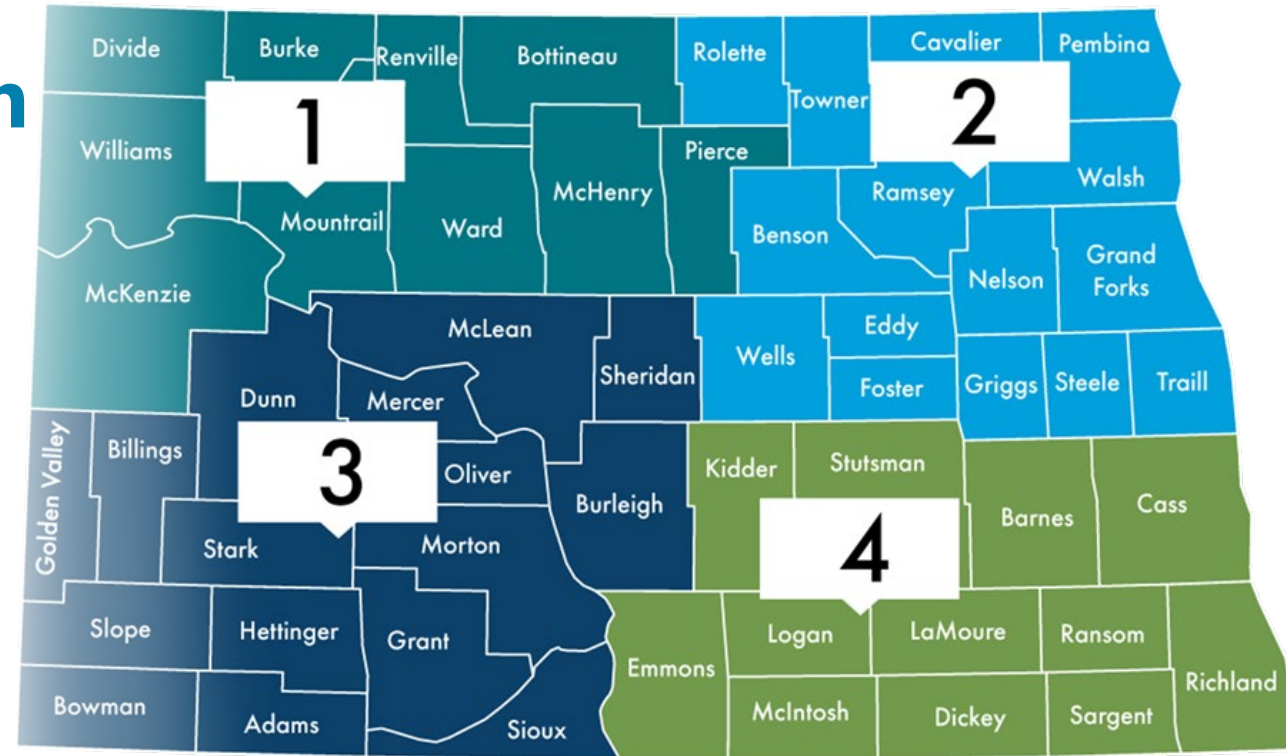 n
Divide
Burke
Renville
Bottineau
Rolette
Towner
Cavalier
Pembina
1
2
Williams
Mountrail
Ward
McHenry
Pierce
Benson
Ramsey
Walsh
McKenzie
Nelson
Grand
Forks
McLean
Sheridan
Wells
Eddy
Foster
Griggs
Steele
Traill
Dunn
Mercer
Golden Valley
Billings
3
Oliver
Burleigh
Kidder
Stutsman
Barnes
Cass
Stark
Morton
4
Slope
Hettinger
Grant
Emmons
Logan
LaMoure
Ransom
Richland
Bowman
Adams
Sioux
McIntosh
Dickey
Sargent